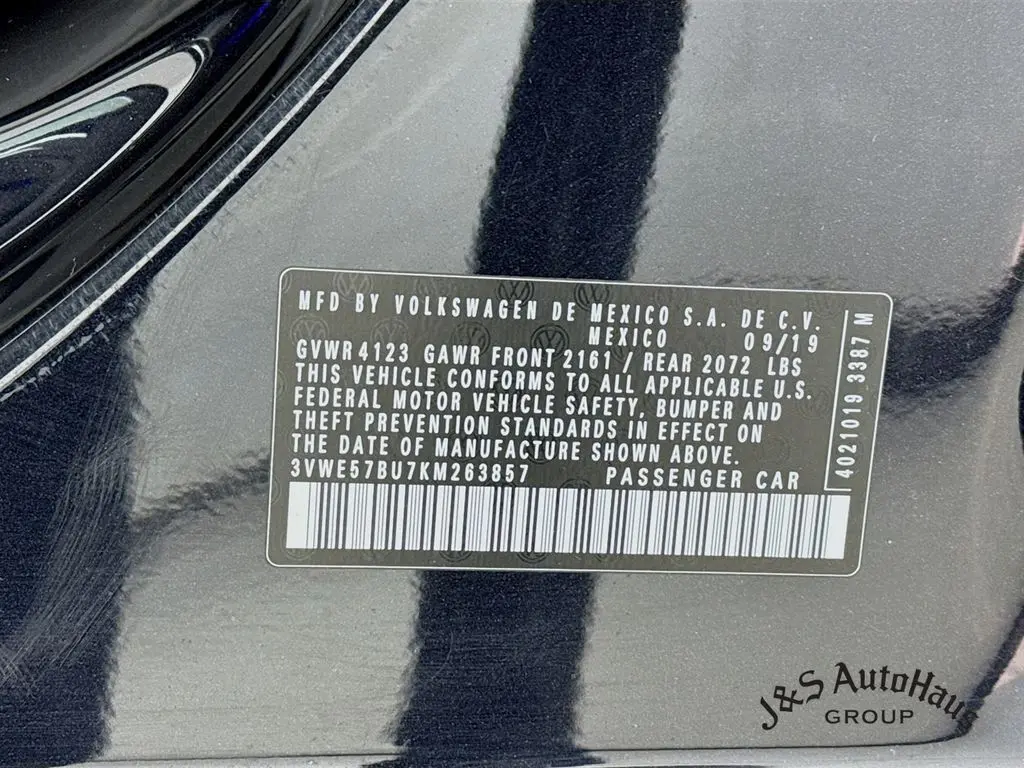 MFD BY VOLKSWAGEN DE MEXICO S.A. DE C.V.
MEXICO 09/19
GVWR 4123 GAWR FRONT 2161 / REAR 2072 LBS
THIS VEHICLE CONFORMS TO ALL APPLICABLE U.S.
FEDERAL MOTOR VEHICLE SAFETY, BUMPER AND
THEFT PREVENTION STANDARDS IN EFFECT ON
THE DATE OF MANUFACTURE SHOWN ABOVE.
3VWE57BU7KM263857 PASSENGER CAR
4021019 3387 M
J&S AutoHaus
GROUP